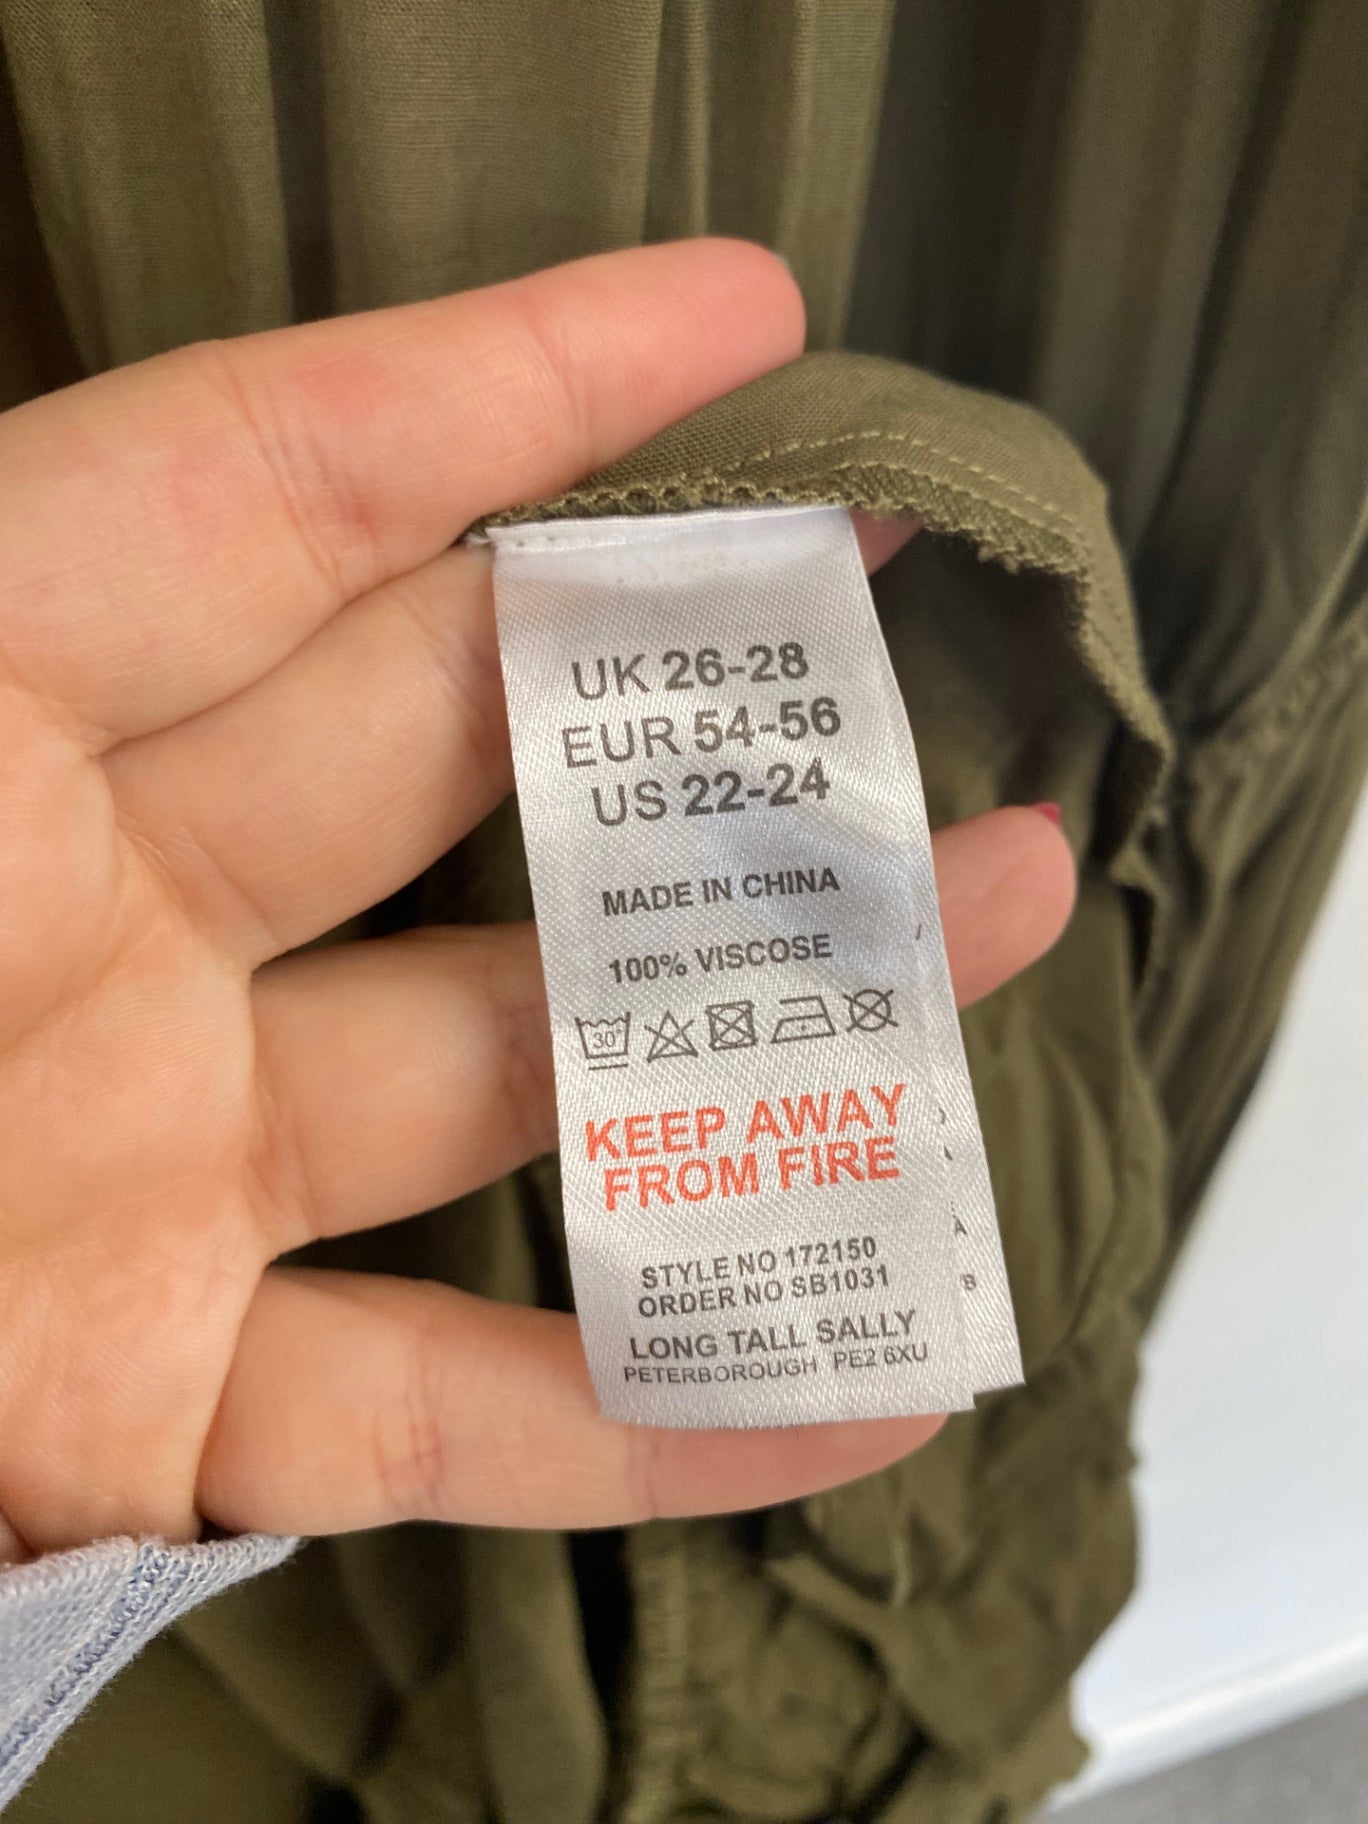 UK 26-28
EUR 54-56
US 22-24
MADE IN CHINA
100% VISCOSE
30°
KEEP AWAY
FROM FIRE
STYLE NO 172150
ORDER NO SB1031
LONG TALL SALLY
PETERBOROUGH PE2 6XU
A
B